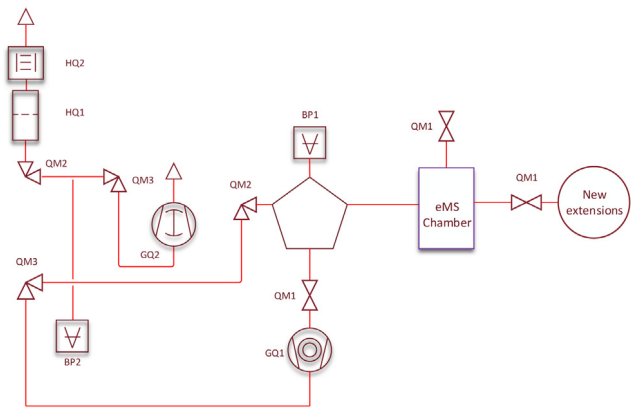 HQ2
HQ1
BP1
QM1
QM2
QM3
QM2
QM1
eMS
Chamber
New
extensions
GQ2
QM3
QM1
BP2
GQ1